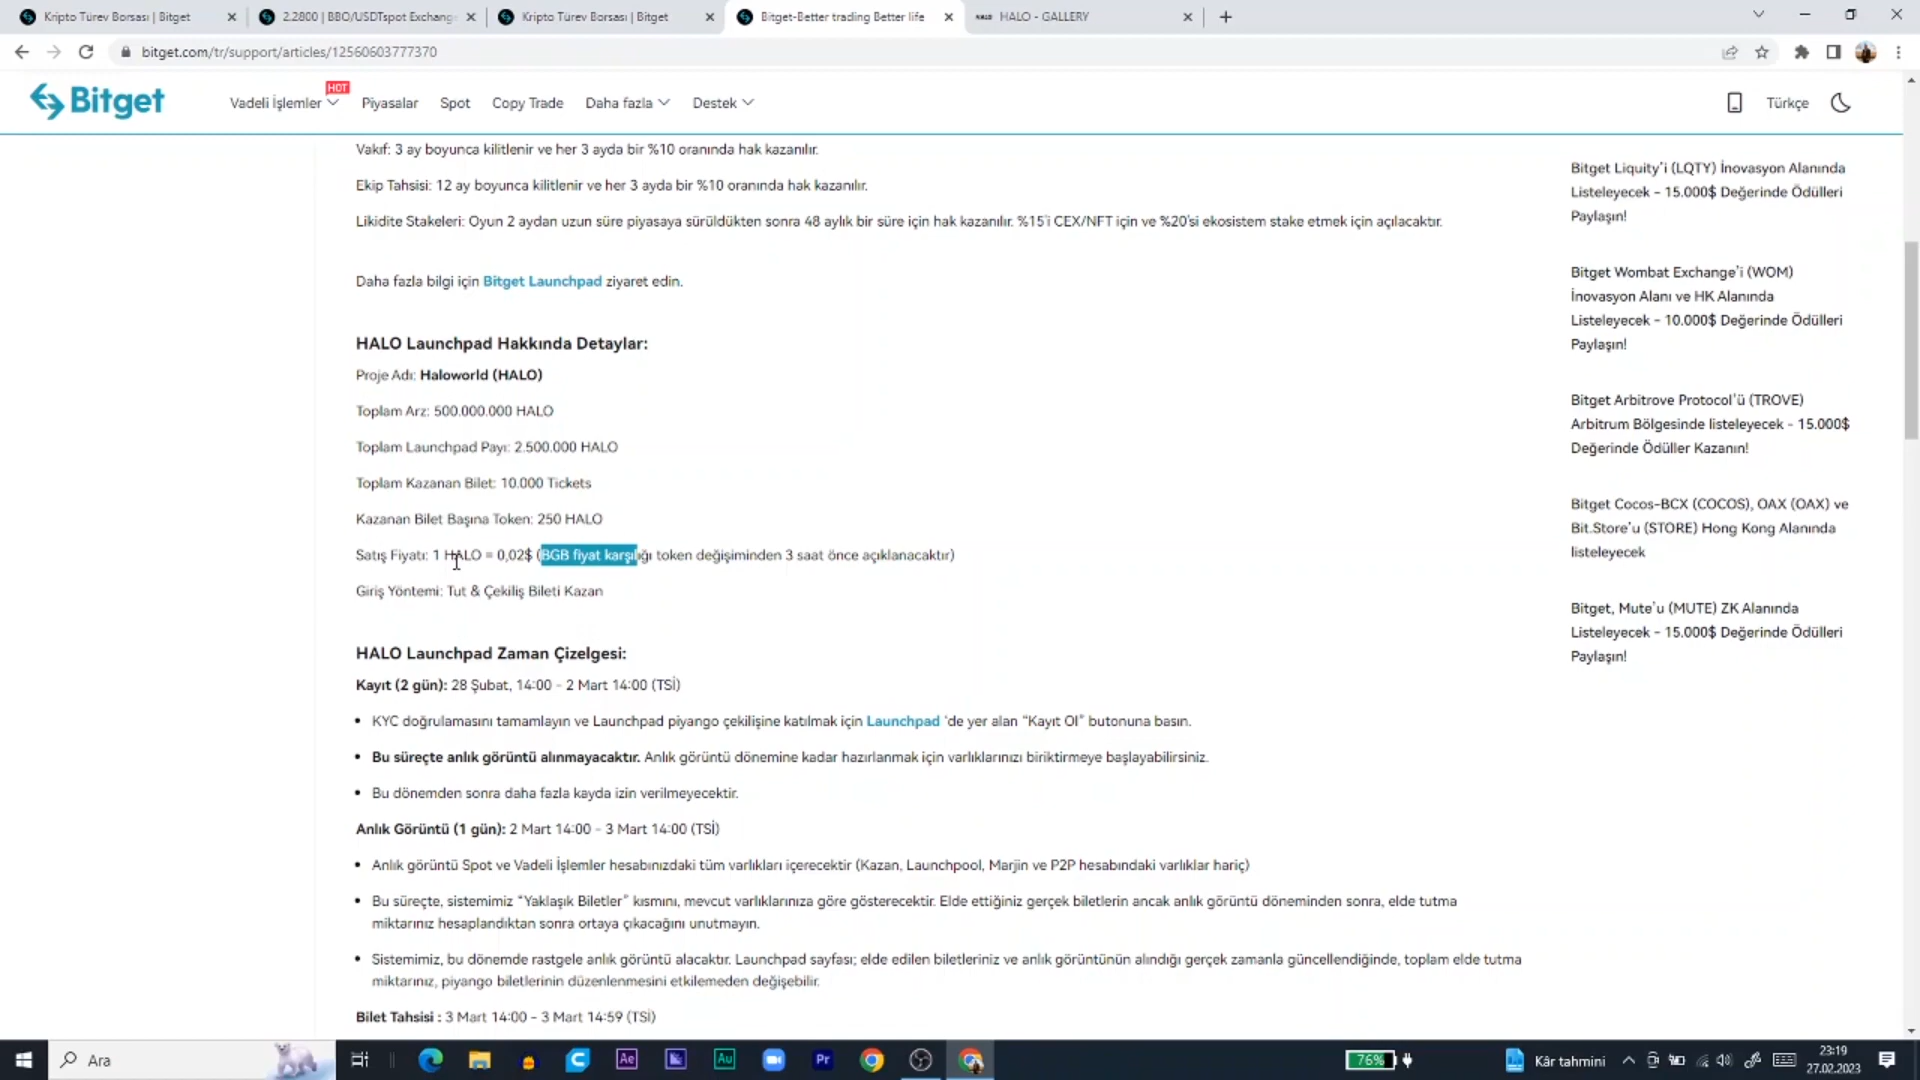 Kripto Türev Borsası | Bitget
2.2800 | BBO/USDTspot Exchange
Kripto Türev Borsası | Bitget
Bitget-Better trading Better life
HALO - GALLERY
bitget.com/tr/support/articles/12560603777370
Bitget
Vadeli İşlemler
HOT
Piyasalar
Spot
Copy Trade
Daha fazla
Destek
Türkçe
Vakıf: 3 ay boyunca kilitlenir ve her 3 ayda bir %10 oranında hak kazanılır.
Ekip Tahsisi: 12 ay boyunca kilitlenir ve her 3 ayda bir %10 oranında hak kazanılır.
Likidite Stakeleri: Oyun 2 aydan uzun süre piyasaya sürüldükten sonra 48 aylık bir süre için hak kazanılır. %15'i CEX/NFT için ve %20'si ekosistem stake etmek için açılacaktır.
Daha fazla bilgi için Bitget Launchpad ziyaret edin.
HALO Launchpad Hakkında Detaylar:
Proje Adı: Haloworld (HALO)
Toplam Arz: 500.000.000 HALO
Toplam Launchpad Payı: 2.500.000 HALO
Toplam Kazanan Bilet: 10.000 Tickets
Kazanan Bilet Başına Token: 250 HALO
Satış Fiyatı: 1 HALO = 0,02$ (BGB fiyat karşılığı token değişiminden 3 saat önce açıklanacaktır)
Giriş Yöntemi: Tut & Çekiliş Bileti Kazan
HALO Launchpad Zaman Çizelgesi:
Kayıt (2 gün): 28 Şubat, 14:00 - 2 Mart 14:00 (TSİ)
• KYC doğrulamasını tamamlayın ve Launchpad piyango çekilişine katılmak için Launchpad 'de yer alan "Kayıt Ol" butonuna basın.
• Bu süreçte anlık görüntü alınmayacaktır. Anlık görüntü dönemine kadar hazırlanmak için varlıklarınızı biriktirmeye başlayabilirsiniz.
• Bu dönemden sonra daha fazla kayda izin verilmeyecektir.
Anlık Görüntü (1 gün): 2 Mart 14:00 - 3 Mart 14:00 (TSİ)
• Anlık görüntü Spot ve Vadeli İşlemler hesabınızdaki tüm varlıkları içerecektir (Kazan, Launchpool, Marjin ve P2P hesabındaki varlıklar hariç)
• Bu süreçte, sistemimiz "Yaklaşık Biletler" kısmını, mevcut varlıklarınıza göre gösterecektir. Elde ettiğiniz gerçek biletlerin ancak anlık görüntü döneminden sonra, elde tutma
miktarınız hesaplandıktan sonra ortaya çıkacağını unutmayın.
• Sistemimiz, bu dönemde rastgele anlık görüntü alacaktır. Launchpad sayfası; elde edilen biletleriniz ve anlık görüntünün alındığı gerçek zamanla güncellendiğinde, toplam elde tutma
miktarınız, piyango biletlerinin düzenlenmesini etkilemeden değişebilir.
Bilet Tahsisi : 3 Mart 14:00 - 3 Mart 14:59 (TSİ)
Bitget Liquity'i (LQTY) İnovasyon Alanında
Listeleyecek - 15.000$ Değerinde Ödülleri
Paylaşın!
Bitget Wombat Exchange'i (WOM)
İnovasyon Alanı ve HK Alanında
Listeleyecek - 10.000$ Değerinde Ödülleri
Paylaşın!
Bitget Arbitrove Protocol'ü (TROVE)
Arbitrum Bölgesinde listeleyecek - 15.000$
Değerinde Ödüller Kazanın!
Bitget Cocos-BCX (COCOS), OAX (OAX) ve
Bit.Store'u (STORE) Hong Kong Alanında
listeleyecek
Bitget, Mute'u (MUTE) ZK Alanında
Listeleyecek - 15.000$ Değerinde Ödülleri
Paylaşın!
Ara
Ae
Au
Pr
76%
Kâr tahmini
23:19
27.02.2023